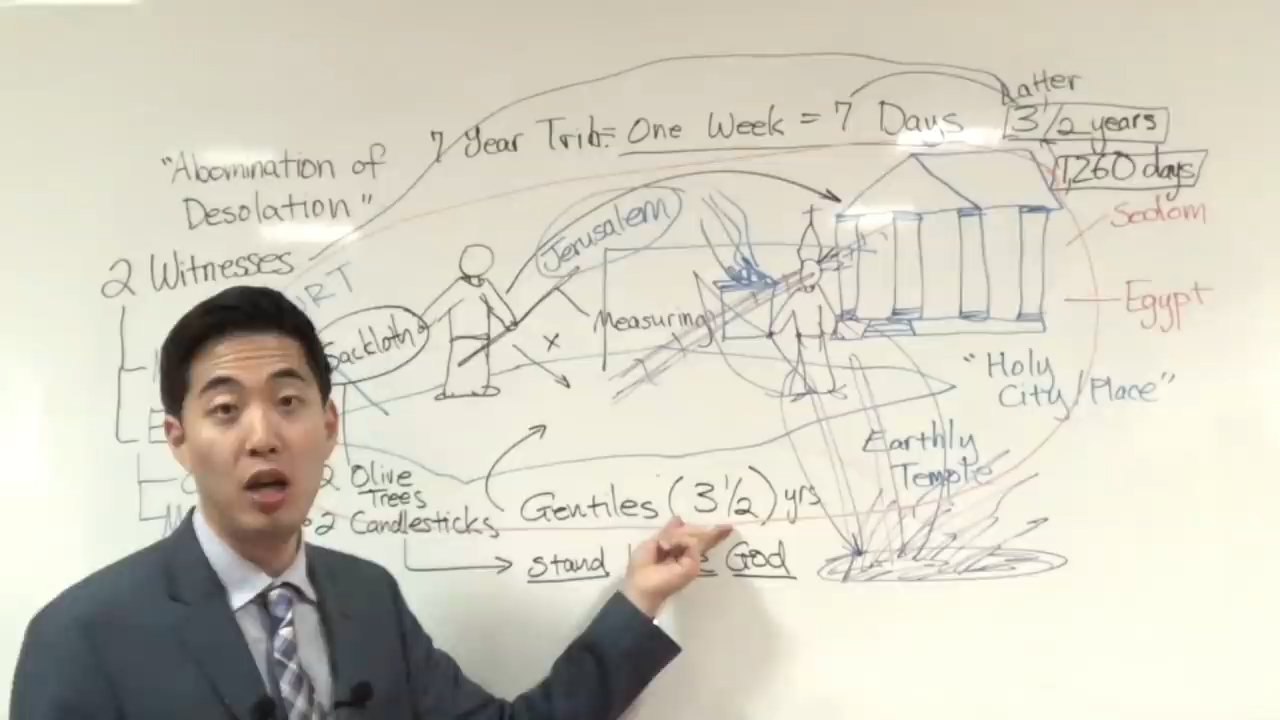 Latter
7 Year Trib= One Week = 7 Days 3 1/2 years
1,260 days
"Abomination of
Desolation"
Sodom
Jerusalem
2 Witnesses
Egypt
Sackloth
Measuring
"Holy
City/Place"
Earthly
Temple
2 Olive
Trees
2 Candlesticks
Gentiles (3 1/2) yrs
stand God